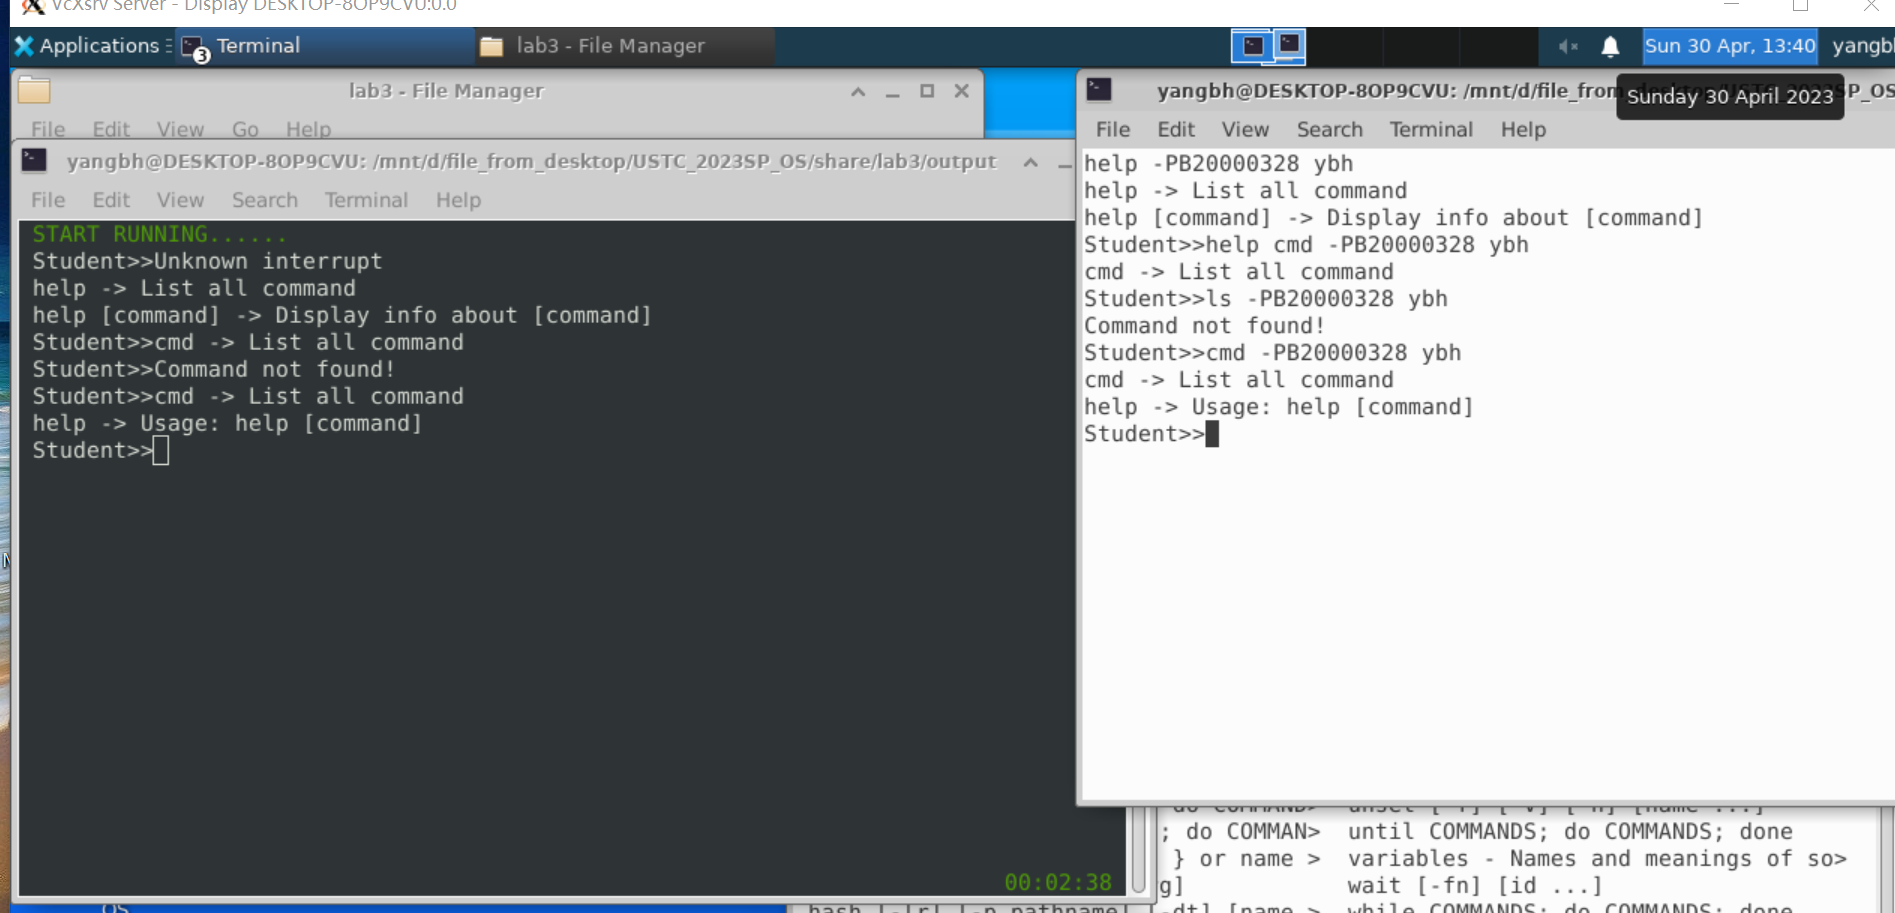 VcXsrv Server - Display DESKTOP-8OP9CVU:0.0
Applications
3
Terminal
lab3 - File Manager
Sun 30 Apr, 13:40
yangbh
Sunday 30 April 2023
lab3 - File Manager
File Edit View Go Help
yangbh@DESKTOP-8OP9CVU: /mnt/d/file_from_desktop/USTC_2023SP_OS/share/lab3/output
File Edit View Search Terminal Help
START RUNNING......
Student>>Unknown interrupt
help -> List all command
help [command] -> Display info about [command]
Student>>cmd -> List all command
Student>>Command not found!
Student>>cmd -> List all command
help -> Usage: help [command]
Student>>
00:02:38
yangbh@DESKTOP-8OP9CVU: /mnt/d/file_from
P_OS
File Edit View Search Terminal Help
help -PB20000328 ybh
help -> List all command
help [command] -> Display info about [command]
Student>>help cmd -PB20000328 ybh
cmd -> List all command
Student>>ls -PB20000328 ybh
Command not found!
Student>>cmd -PB20000328 ybh
cmd -> List all command
help -> Usage: help [command]
Student>>
; do COMMAN> until COMMANDS; do COMMANDS; done
} or name > variables - Names and meanings of so>
g] wait [-fn] [id ...]
hash [-lr] [-p pathname] [-dt] [name > while COMMANDS; do COMMANDS; done
OS